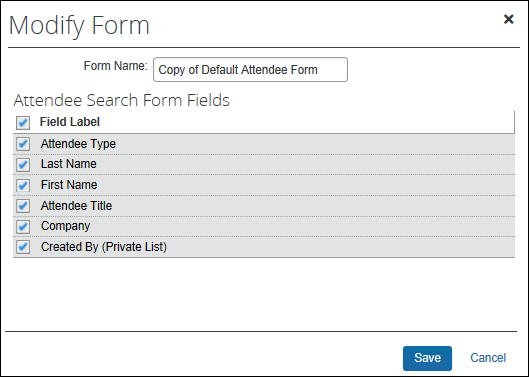 Modify Form
Form Name: Copy of Default Attendee Form
Attendee Search Form Fields
Field Label
Attendee Type
Last Name
First Name
Attendee Title
Company
Created By (Private List)
Save Cancel